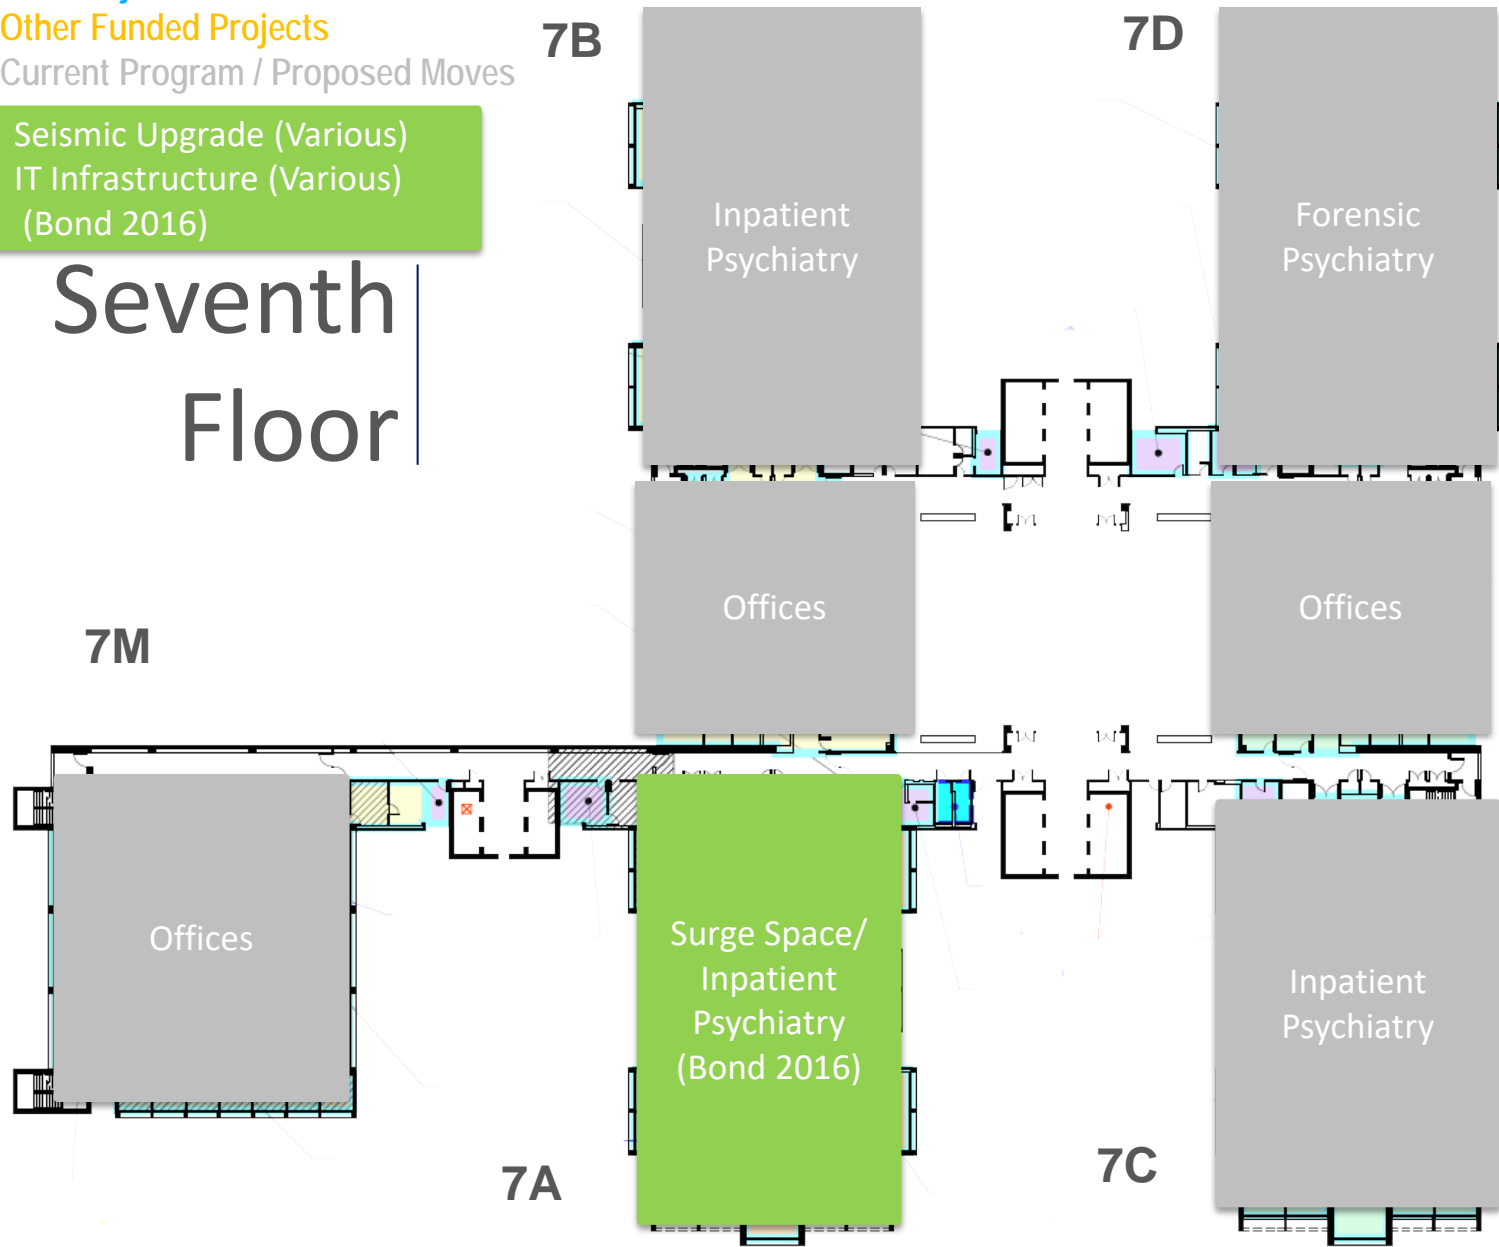 Other Funded Projects
Current Program / Proposed Moves
Seismic Upgrade (Various)
IT Infrastructure (Various)
(Bond 2016)
Seventh
Floor
7B
7D
Inpatient
Psychiatry
Forensic
Psychiatry
Offices
Offices
7M
Offices
Surge Space/
Inpatient
Psychiatry
(Bond 2016)
Inpatient
Psychiatry
7A
7C